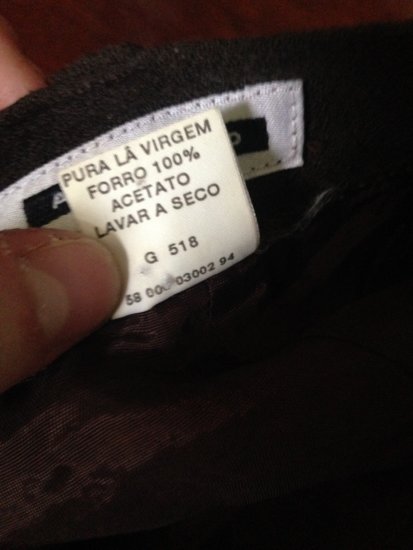 PURA LÃ VIRGEM
FORRO 100%
ACETATO
LAVAR A SECO
G 518